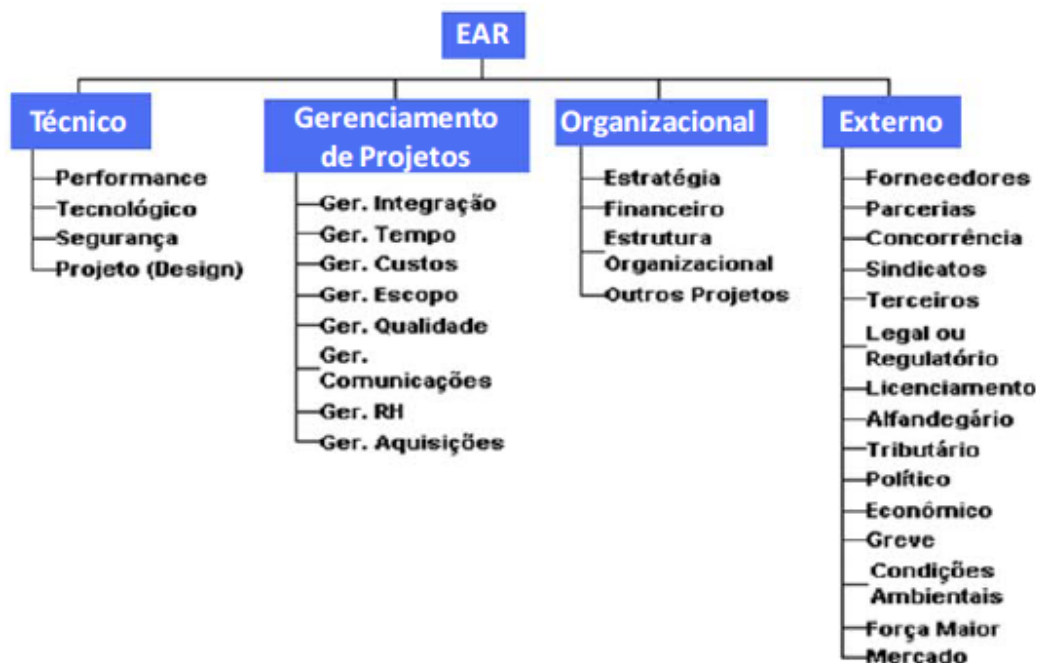 EAR
Técnico
Performance
Tecnológico
Segurança
Projeto (Design)
Gerenciamento
de Projetos
Ger. Integração
Ger. Tempo
Ger. Custos
Ger. Escopo
Ger. Qualidade
Ger.
Comunicações
Ger. RH
Ger. Aquisições
Organizacional
Estratégia
Financeiro
Estrutura
Organizacional
Outros Projetos
Externo
Fornecedores
Parcerias
Concorrência
Sindicatos
Terceiros
Legal ou
Regulatório
Licenciamento
Alfandegário
Tributário
Político
Econômico
Greve
Condições
Ambientais
Força Maior
Mercado